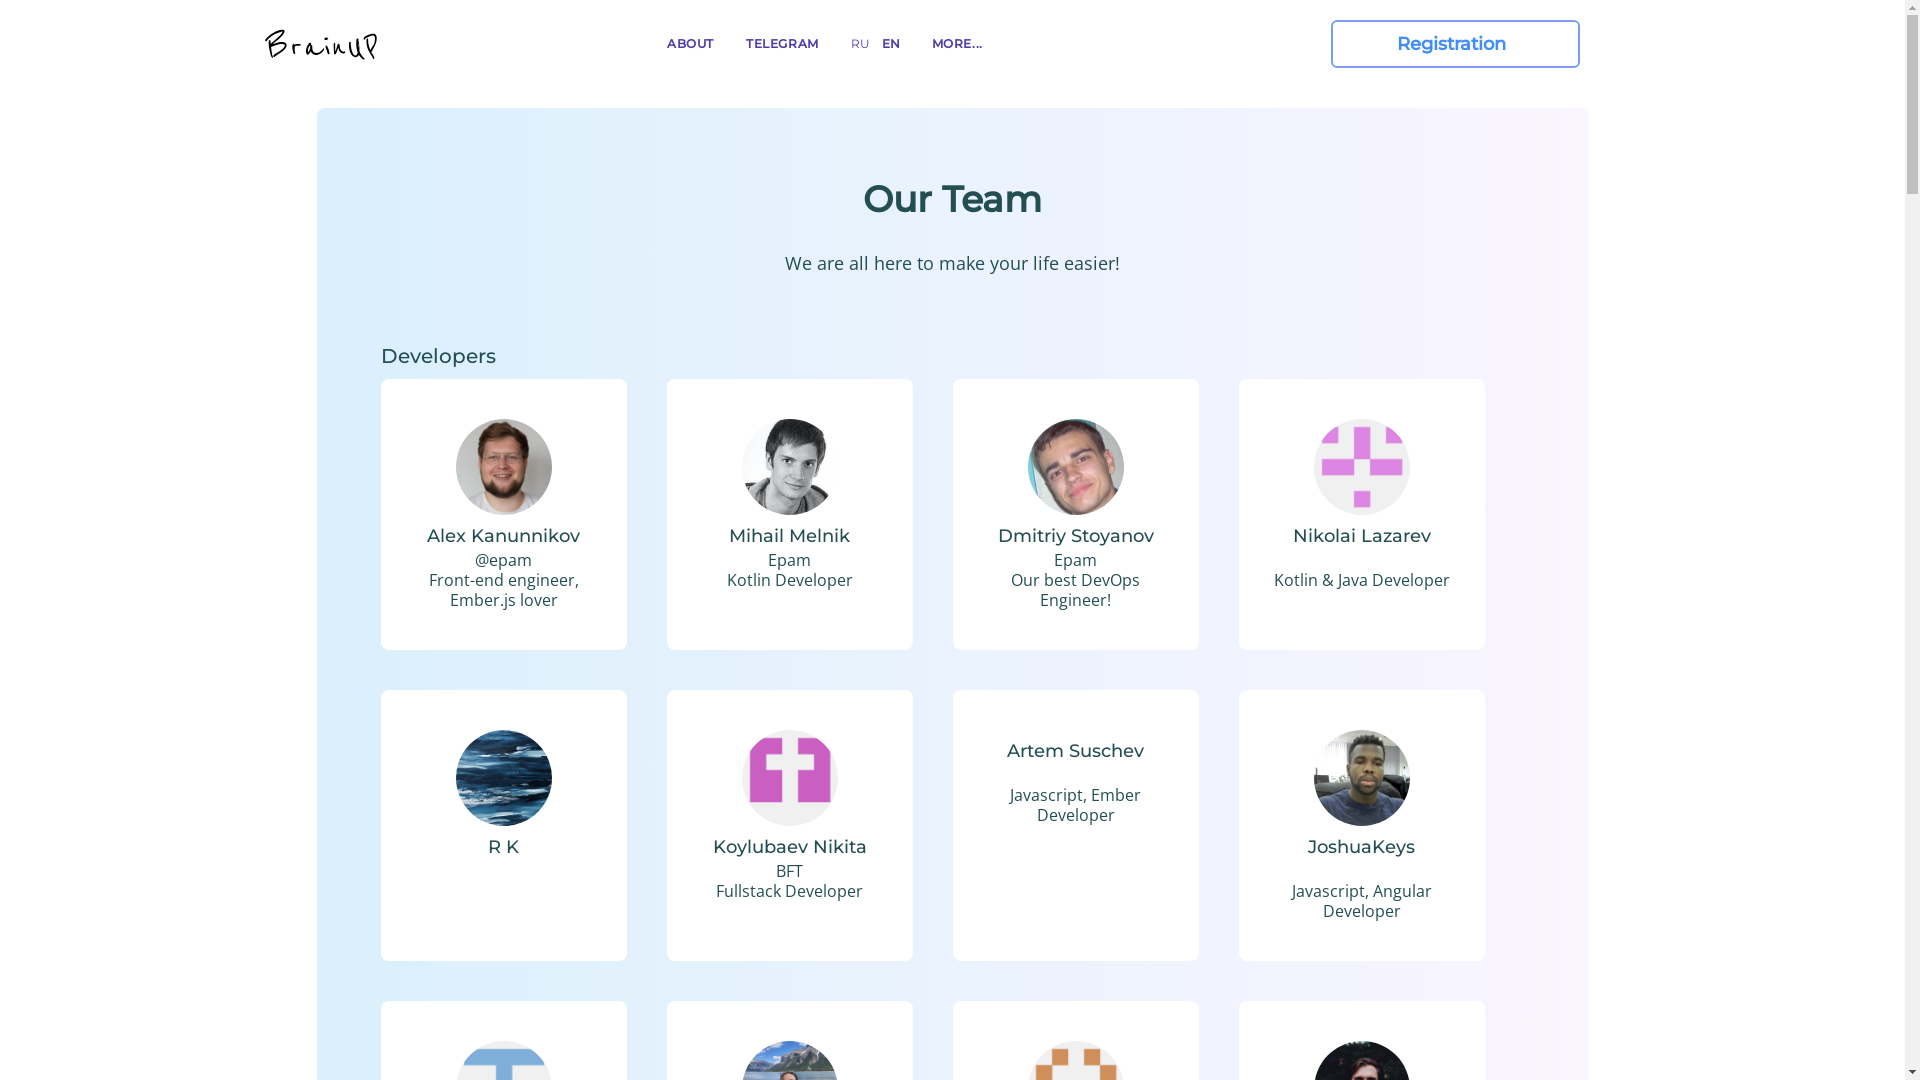 BrainUP
ABOUT
TELEGRAM
RU
EN
MORE...
Registration
Our Team
We are all here to make your life easier!
Developers
Alex Kanunnikov
@epam
Front-end engineer,
Ember.js lover
Mihail Melnik
Epam
Kotlin Developer
Dmitriy Stoyanov
Epam
Our best DevOps
Engineer!
Nikolai Lazarev
Kotlin & Java Developer
R K
Koylubaev Nikita
BFT
Fullstack Developer
Artem Suschev
Javascript, Ember
Developer
JoshuaKeys
Javascript, Angular
Developer